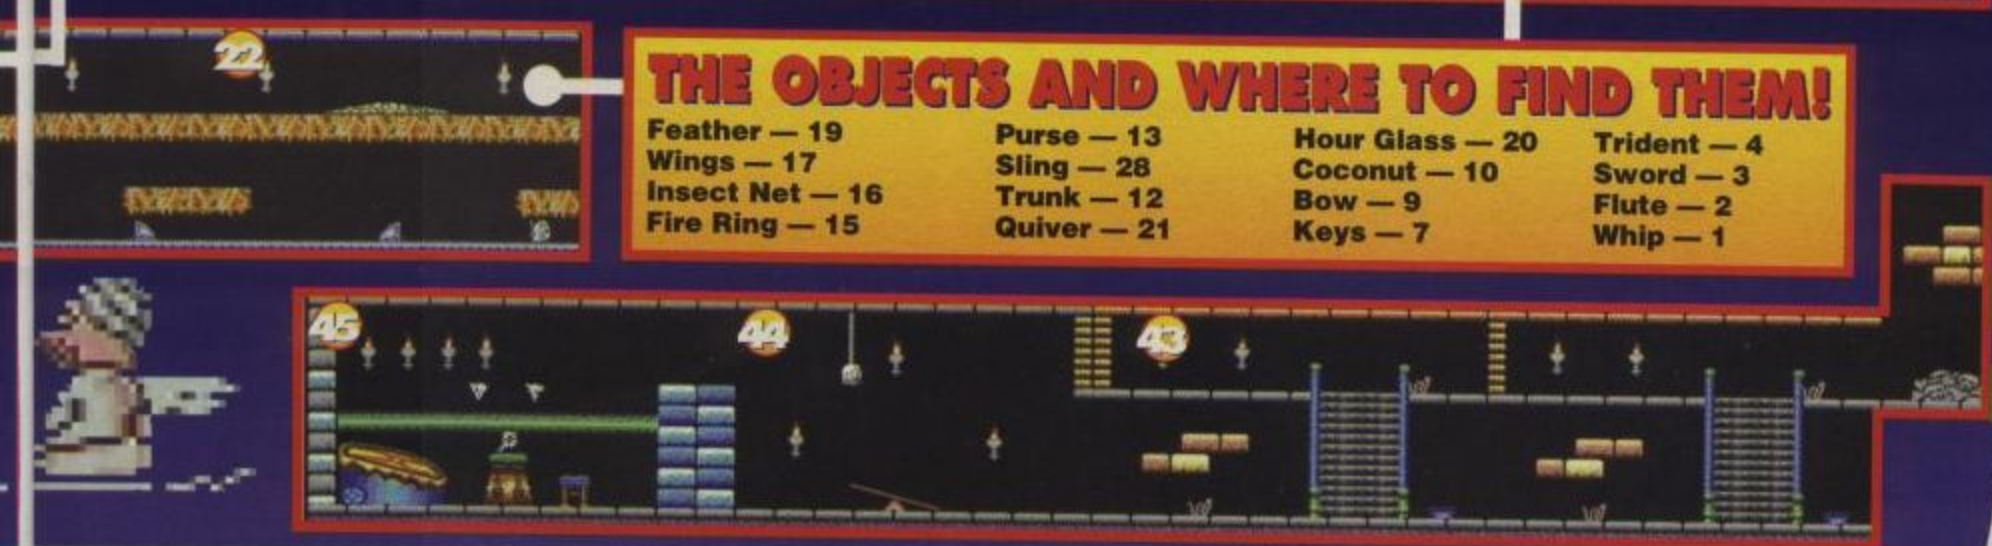 22
THE OBJECTS AND WHERE TO FIND THEM!
Feather — 19
Wings — 17
Insect Net — 16
Fire Ring — 15
Purse — 13
Sling — 28
Trunk — 12
Quiver — 21
Hour Glass — 20
Coconut — 10
Bow — 9
Keys — 7
Trident — 4
Sword — 3
Flute — 2
Whip — 1
45
44
43